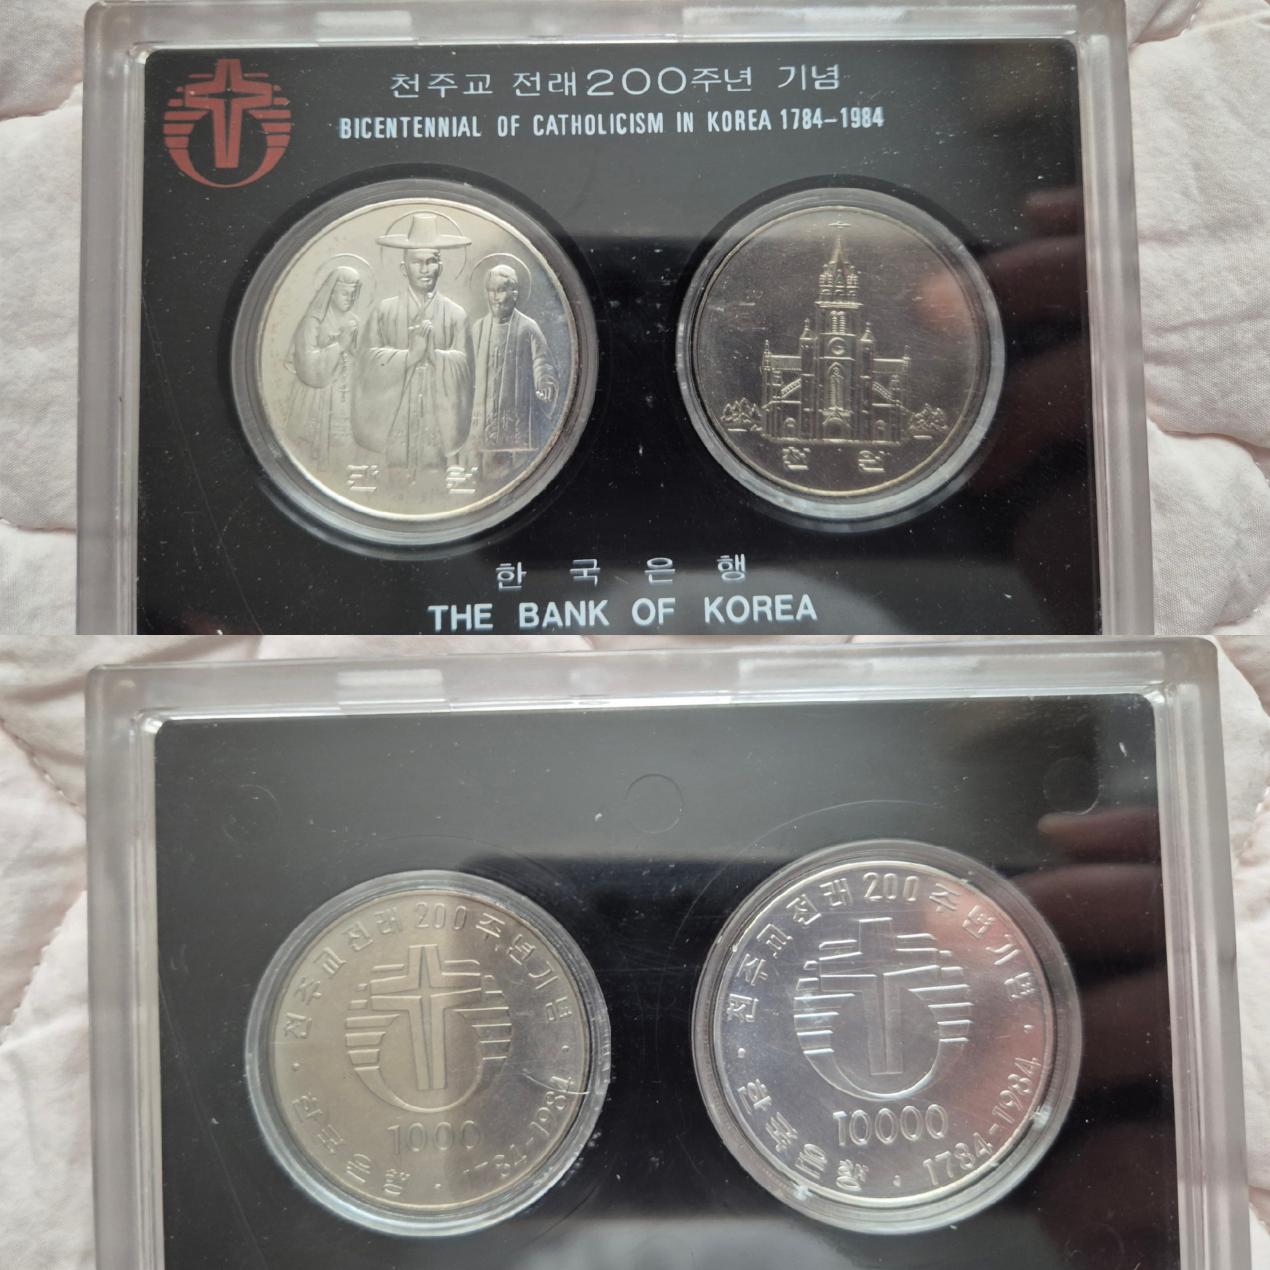 천주교 전래200주년 기념
BICENTENNIAL OF CATHOLICISM IN KOREA 1784-1984
만 원
천 원
한 국 은 행
THE BANK OF KOREA
천주교전래 200주년기념
1000
한국은행 · 1784-1984 ·
천주교전래 200주년기념
10000
한국은행 · 1784-1984 ·